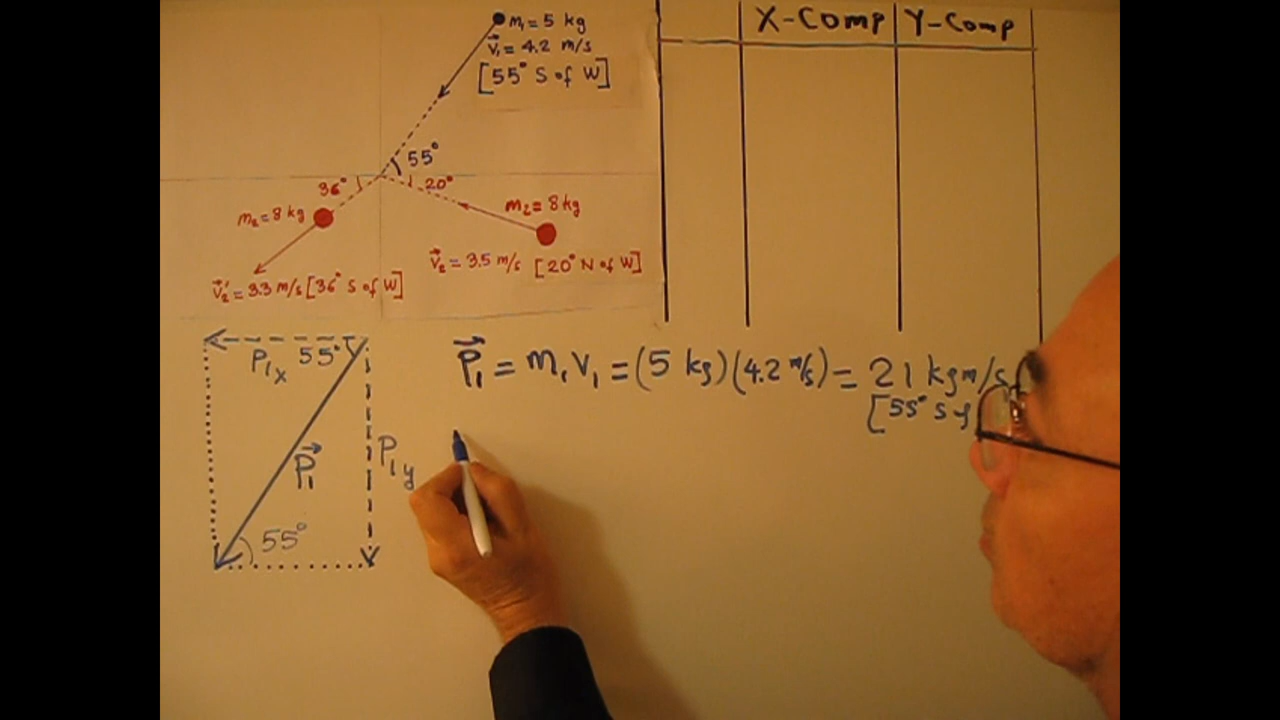 m₁ = 5 kg
v⃗₁ = 4.2 m/s
[55° S of W]
55°
36°
20°
m₂ = 8 kg
m₂ = 8 kg
v⃗₂ = 3.5 m/s [20° N of W]
v⃗₂' = 3.3 m/s [36° S of W]
X-Comp Y-Comp
P₁ₓ 55°
P⃗₁
P₁y
55°
P⃗₁ = m₁v₁ = (5 kg)(4.2 m/s) = 21 kg m/s
[55° S